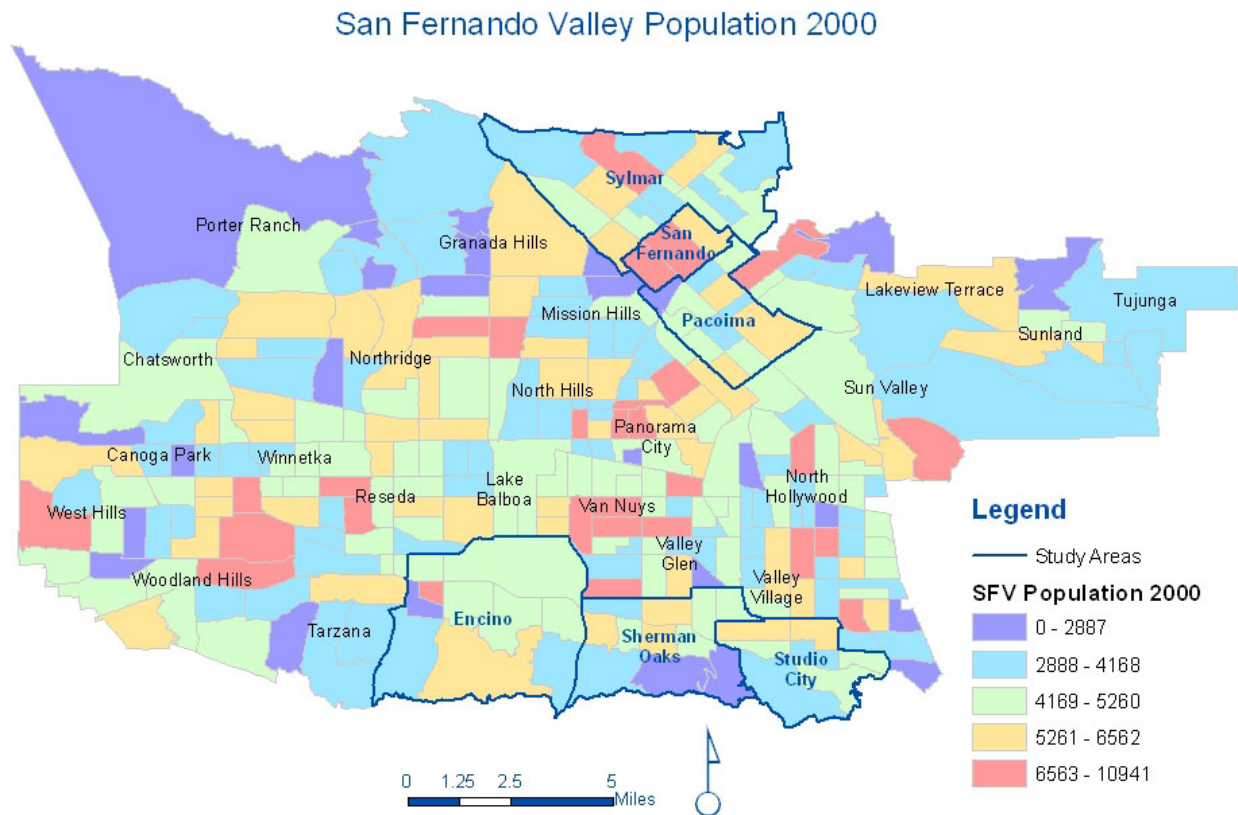 San Fernando Valley Population 2000
Sylmar
Porter Ranch
San
Fernando
Granada Hills
Lakeview Terrace
Tujunga
Mission Hills
Pacoima
Sunland
Chatsworth
Northridge
North Hills
Sun Valley
Panorama
City
Canoga Park
Winnetka
North
Hollywood
Lake
Balboa
Reseda
West Hills
Van Nuys
Valley
Glen
Woodland Hills
Valley
Village
Encino
Tarzana
Sherman
Oaks
Studio
City
Legend
Study Areas
SFV Population 2000
0 - 2887
2888 - 4168
4169 - 5260
5261 - 6562
6563 - 10941
0 1.25 2.5 5
Miles